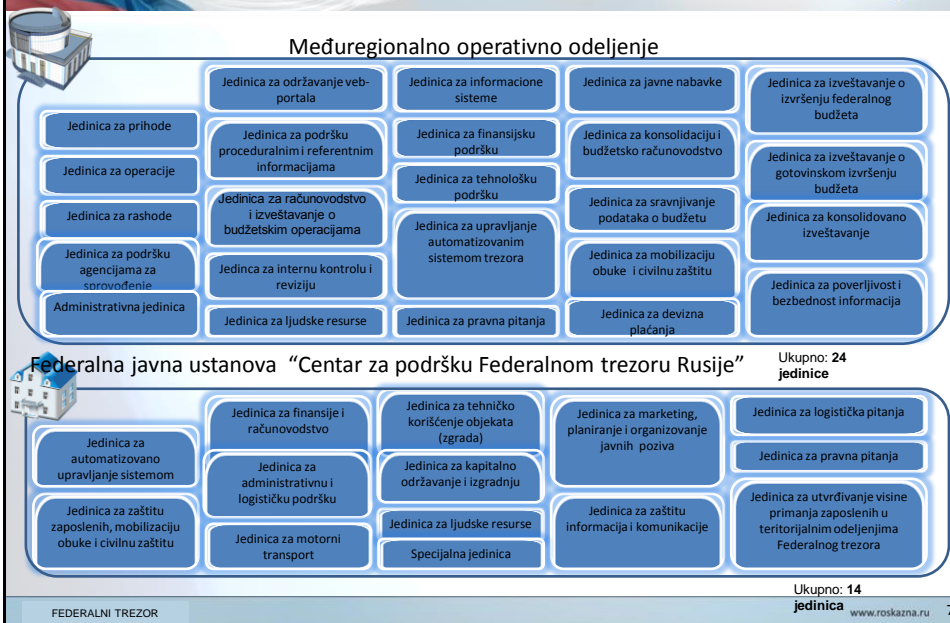 Međuregionalno operativno odeljenje
Jedinica za prihode
Jedinica za operacije
Jedinica za rashode
Jedinica za podršku
agencijama za
sprovođenje
Administrativna jedinica
Jedinica za održavanje veb-
portala
Jedinica za podršku
proceduralnim i referentnim
informacijama
Jedinica za računovodstvo
i izveštavanje o
budžetskim operacijama
Jedinca za internu kontrolu i
reviziju
Jedinica za ljudske resurse
Jedinica za informacione
sisteme
Jedinica za finansijsku
podršku
Jedinica za tehnološku
podršku
Jedinica za upravljanje
automatizovanim
sistemom trezora
Jedinica za pravna pitanja
Jedinica za javne nabavke
Jedinica za konsolidaciju i
budžetsko računovodstvo
Jedinica za sravnjivanje
podataka o budžetu
Jedinica za mobilizaciju
obuke i civilnu zaštitu
Jedinica za devizna
plaćanja
Jedinica za izveštavanje o
izvršenju federalnog
budžeta
Jedinica za izveštavanje o
gotovinskom izvršenju
budžeta
Jedinica za konsolidovano
izveštavanje
Jedinica za poverljivost i
bezbednost informacija
Ukupno: 24
jedinice
Federalna javna ustanova “Centar za podršku Federalnom trezoru Rusije”
Jedinica za
automatizovano
upravljanje sistemom
Jedinica za zaštitu
zaposlenih, mobilizaciju
obuke i civilnu zaštitu
Jedinica za finansije i
računovodstvo
Jedinica za
administrativnu i
logističku podršku
Jedinica za motorni
transport
Jedinica za tehničko
korišćenje objekata
(zgrada)
Jedinica za kapitalno
održavanje i izgradnju
Jedinica za ljudske resurse
Specijalna jedinica
Jedinica za marketing,
planiranje i organizovanje
javnih poziva
Jedinica za zaštitu
informacija i komunikacije
Jedinica za logistička pitanja
Jedinica za pravna pitanja
Jedinica za utvrđivanje visine
primanja zaposlenih u
teritorijalnim odeljenjima
Federalnog trezora
Ukupno: 14
jedinica
FEDERALNI TREZOR
www.roskazna.ru
7